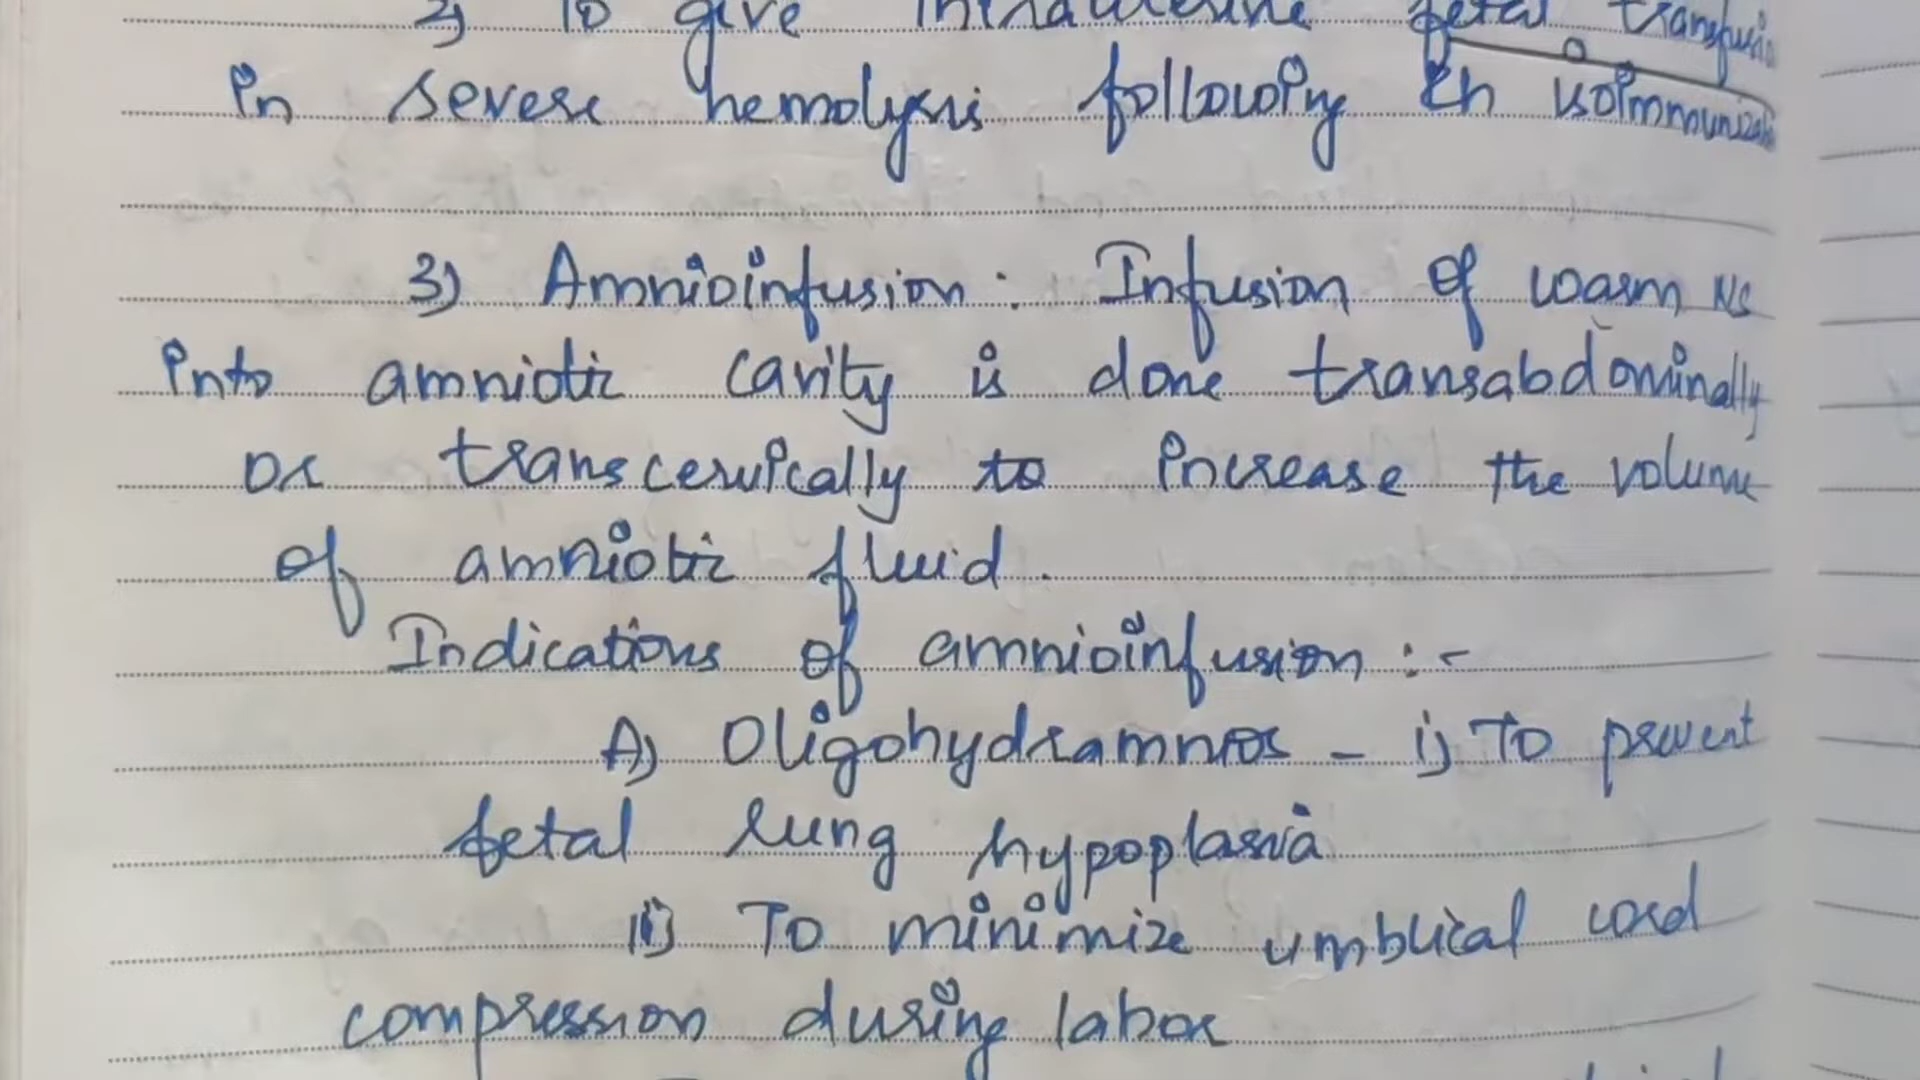 2) To give intrauterine fetal transfusion
in severe hemolysis following Rh isoimmunizati
3) Amnioinfusion : Infusion of warm NS
into amniotic cavity is done transabdominally
or transcervically to increase the volume
of amniotic fluid.
Indications of amnioinfusion :-
A) Oligohydramnios - i) To prevent
fetal lung hypoplasia
ii) To minimize umblical cord
compression during labor